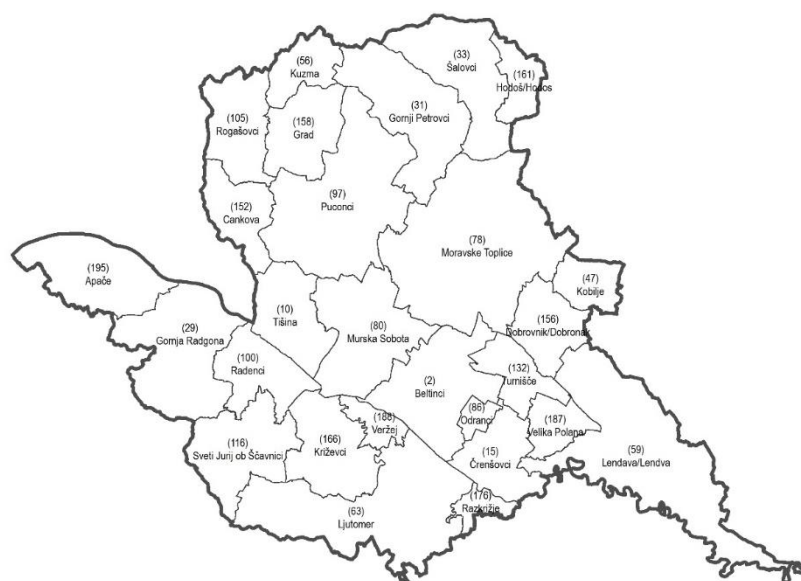 (56)
Kuzma
(33)
Šalovci
(161)
Hodoš/Hodos
(31)
Gornji Petrovci
(105)
Rogašovci
(158)
Grad
(97)
Puconci
(152)
Cankova
(78)
Moravske Toplice
(195)
Apače
(47)
Kobilje
(10)
Tišina
(156)
Dobrovnik/Dobronak
(29)
Gornja Radgona
(80)
Murska Sobota
(100)
Radenci
(132)
Turnišče
(2)
Beltinci
(86)
Odranci
(187)
Velika Polana
(188)
Veržej
(116)
Sveti Jurij ob Ščavnici
(166)
Križevci
(15)
Črenšovci
(59)
Lendava/Lendva
(176)
Razkrižje
(63)
Ljutomer